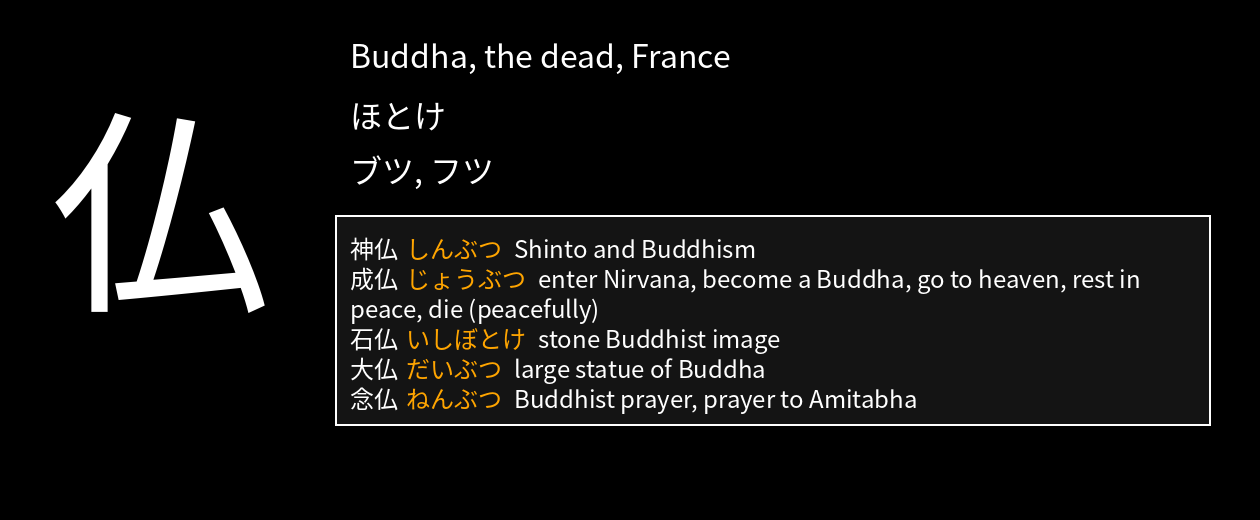 仏
Buddha, the dead, France
ほとけ
ブツ, フツ
神仏 しんぶつ Shinto and Buddhism
成仏 じょうぶつ enter Nirvana, become a Buddha, go to heaven, rest in
peace, die (peacefully)
石仏 いしぼとけ stone Buddhist image
大仏 だいぶつ large statue of Buddha
念仏 ねんぶつ Buddhist prayer, prayer to Amitabha